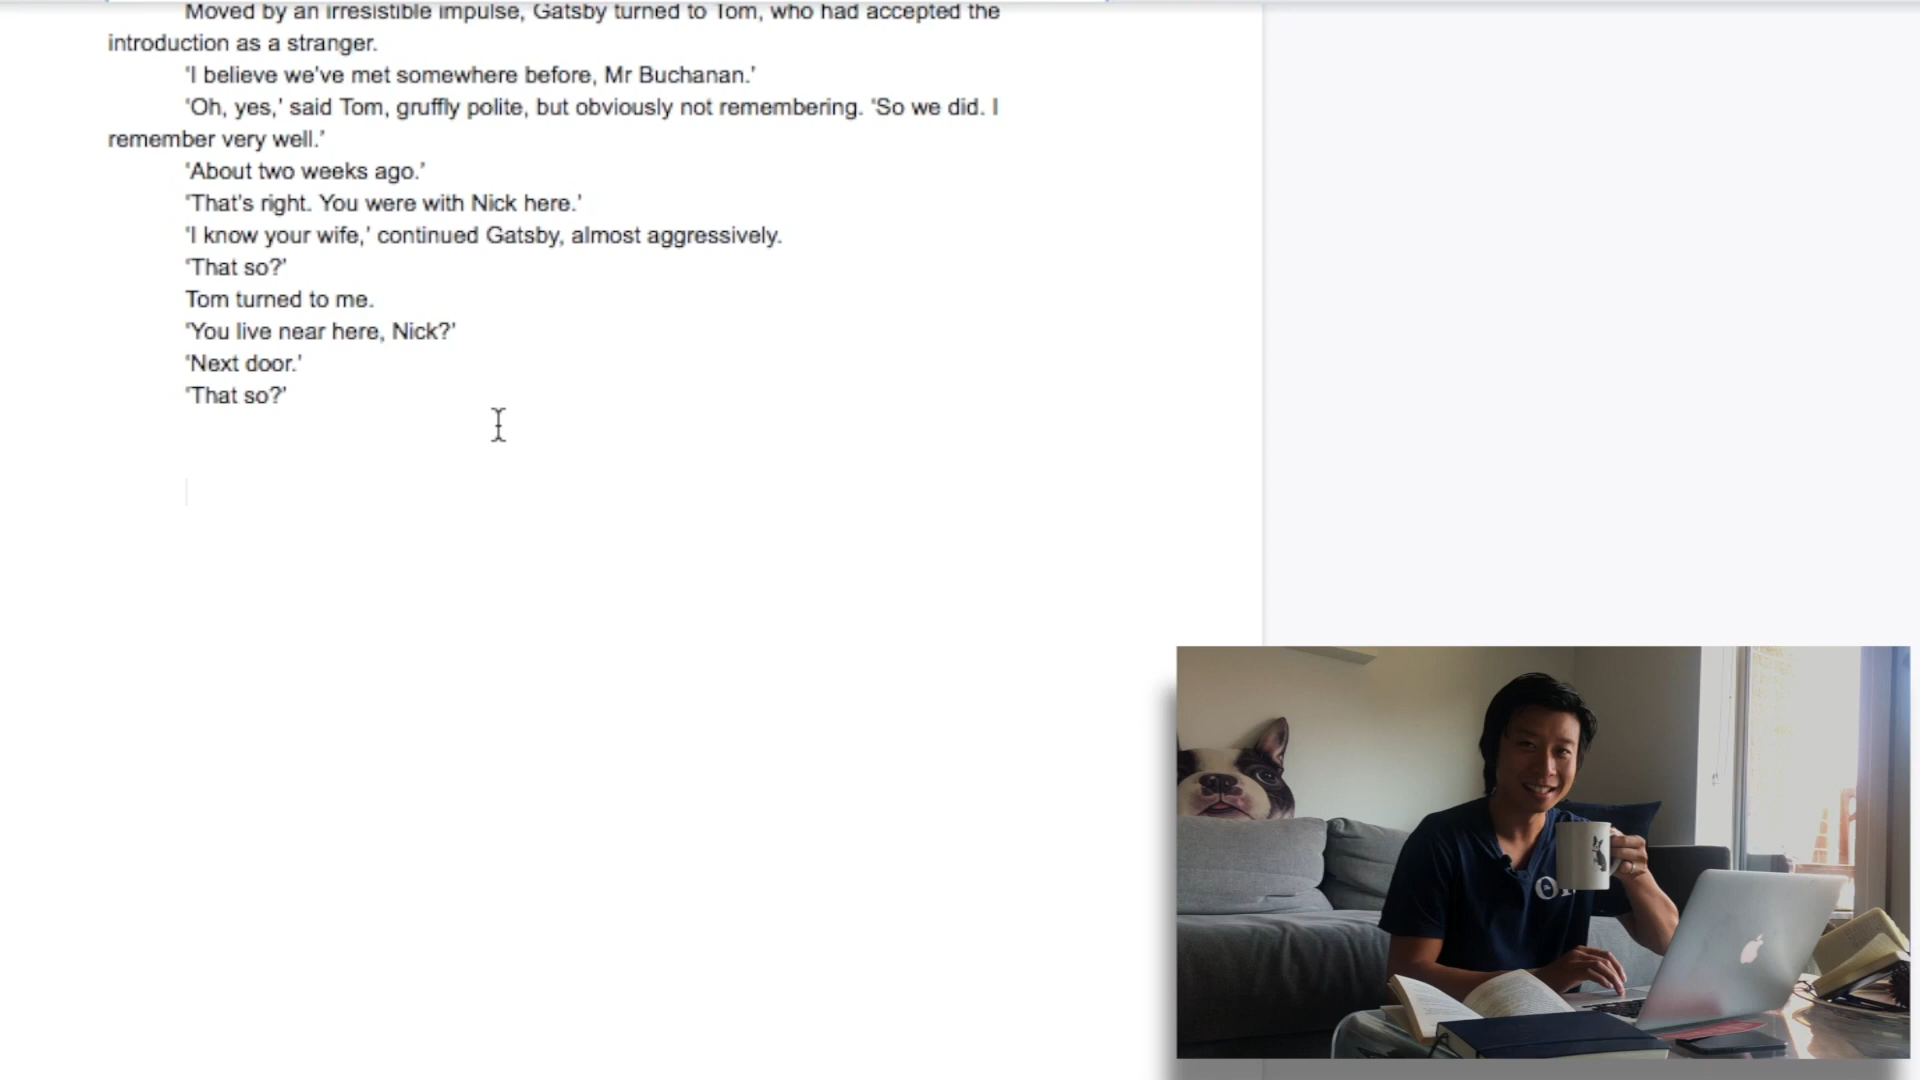 Moved by an irresistible impulse, Gatsby turned to Tom, who had accepted the
introduction as a stranger.
‘I believe we’ve met somewhere before, Mr Buchanan.’
‘Oh, yes,’ said Tom, gruffly polite, but obviously not remembering. ‘So we did. I
remember very well.’
‘About two weeks ago.’
‘That’s right. You were with Nick here.’
‘I know your wife,’ continued Gatsby, almost aggressively.
‘That so?’
Tom turned to me.
‘You live near here, Nick?’
‘Next door.’
‘That so?’